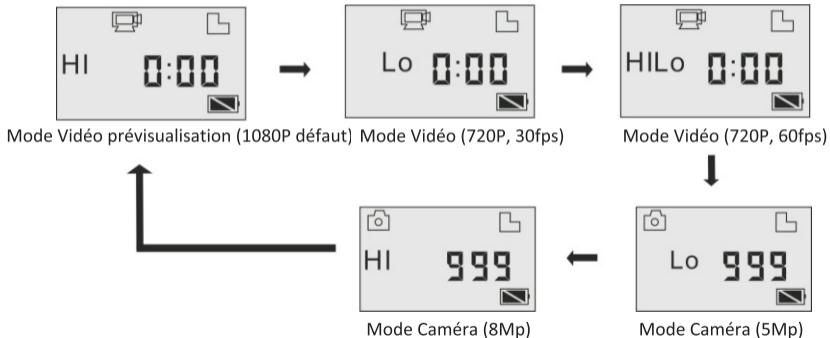 HI 0:00
Lo 0:00
HILo 0:00
Mode Vidéo prévisualisation (1080P défaut)
Mode Vidéo (720P, 30fps)
Mode Vidéo (720P, 60fps)
HI 999
Lo 999
Mode Caméra (8Mp)
Mode Caméra (5Mp)